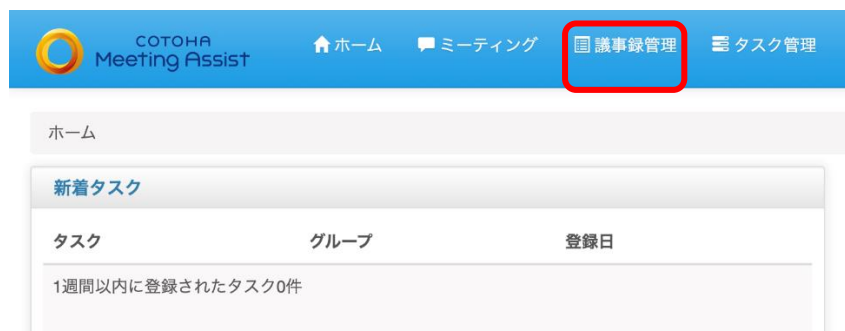 COTOHA
Meeting Assist
ホーム ミーティング 議事録管理 タスク管理
ホーム
新着タスク
タスク グループ 登録日
1週間以内に登録されたタスク0件